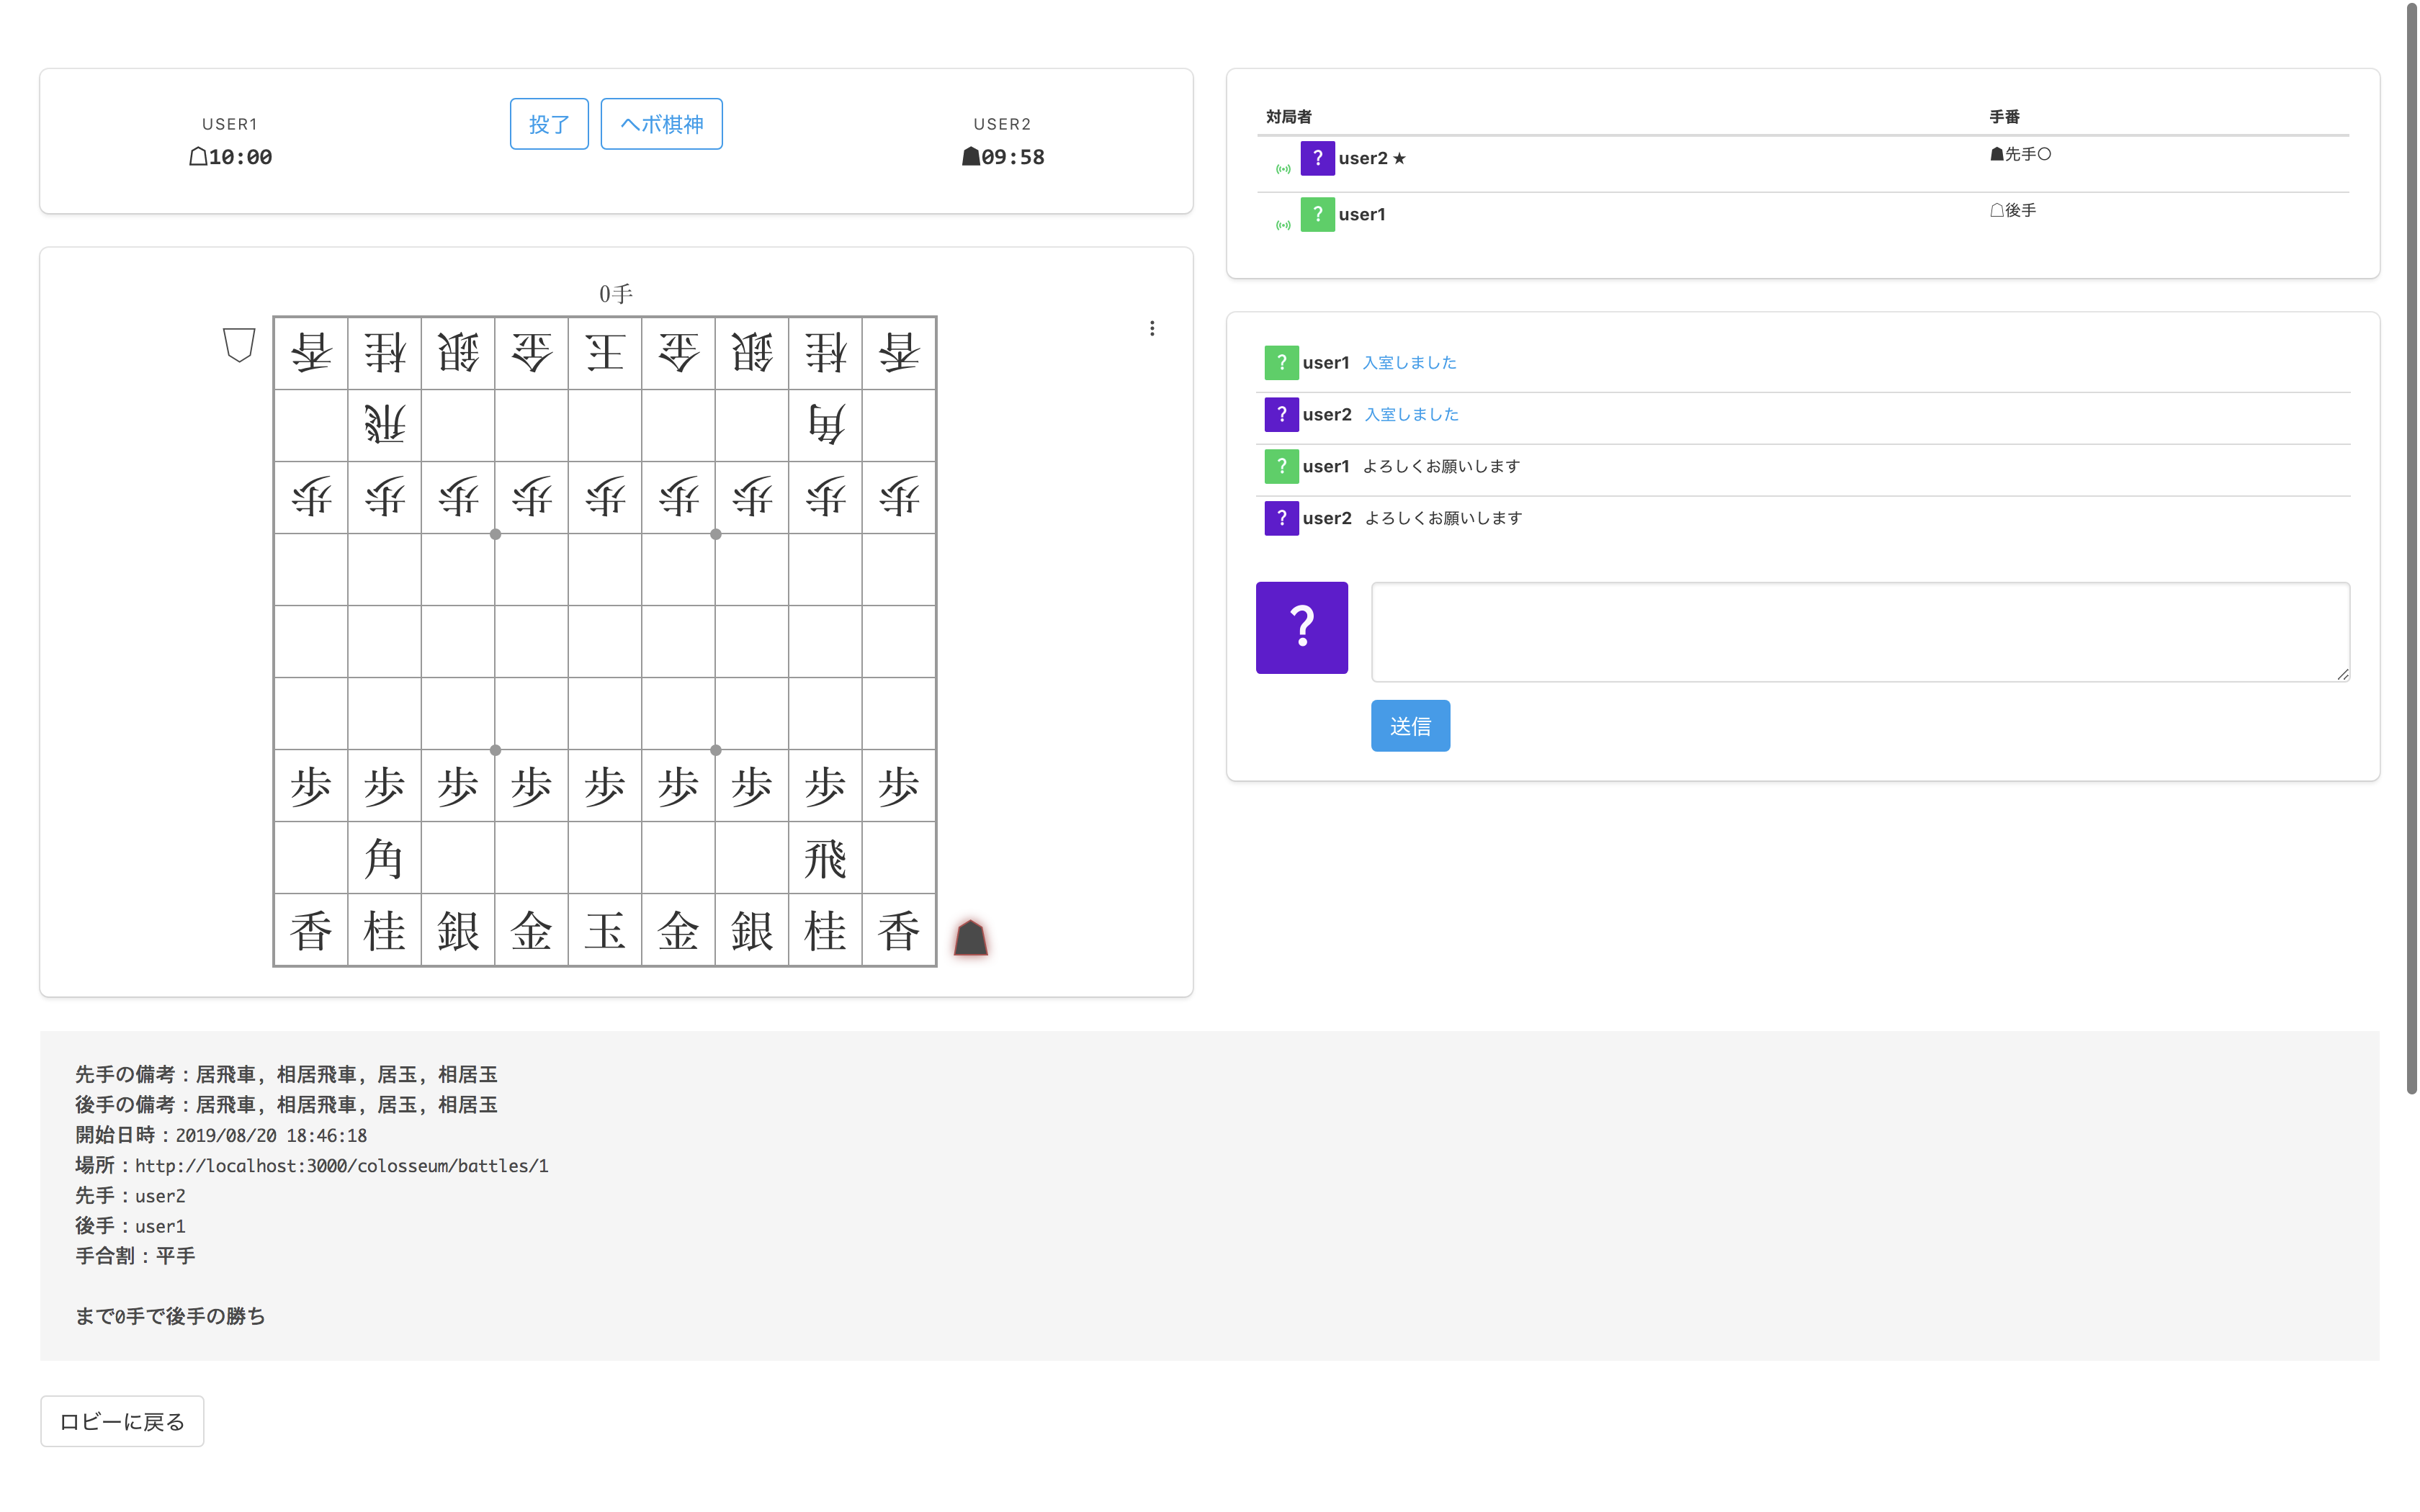 USER1
☖10:00
投了
ヘボ棋神
USER2
☗09:58
0手
香桂銀金王金銀桂香
飛角
歩歩歩歩歩歩歩歩歩
歩歩歩歩歩歩歩歩歩
角飛
香桂銀金玉金銀桂香
先手の備考：居飛車, 相居飛車, 居玉, 相居玉
後手の備考：居飛車, 相居飛車, 居玉, 相居玉
開始日時：2019/08/20 18:46:18
場所：http://localhost:3000/colosseum/battles/1
先手：user2
後手：user1
手合割：平手
まで0手で後手の勝ち
ロビーに戻る
対局者 手番
? user2 ★ ☗先手○
? user1 ☖後手
? user1 入室しました
? user2 入室しました
? user1 よろしくお願いします
? user2 よろしくお願いします
?
送信